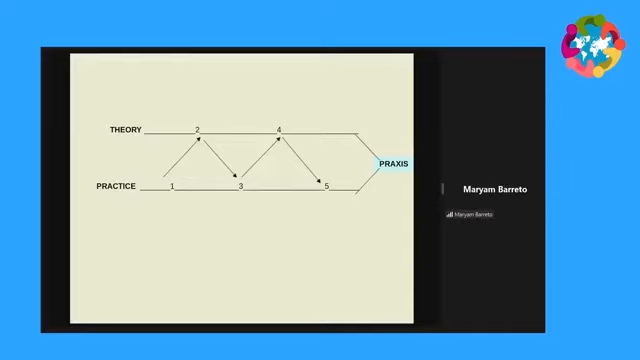 THEORY 2 4
PRAXIS
PRACTICE 1 3 5
Maryam Barreto
Maryam Barreto